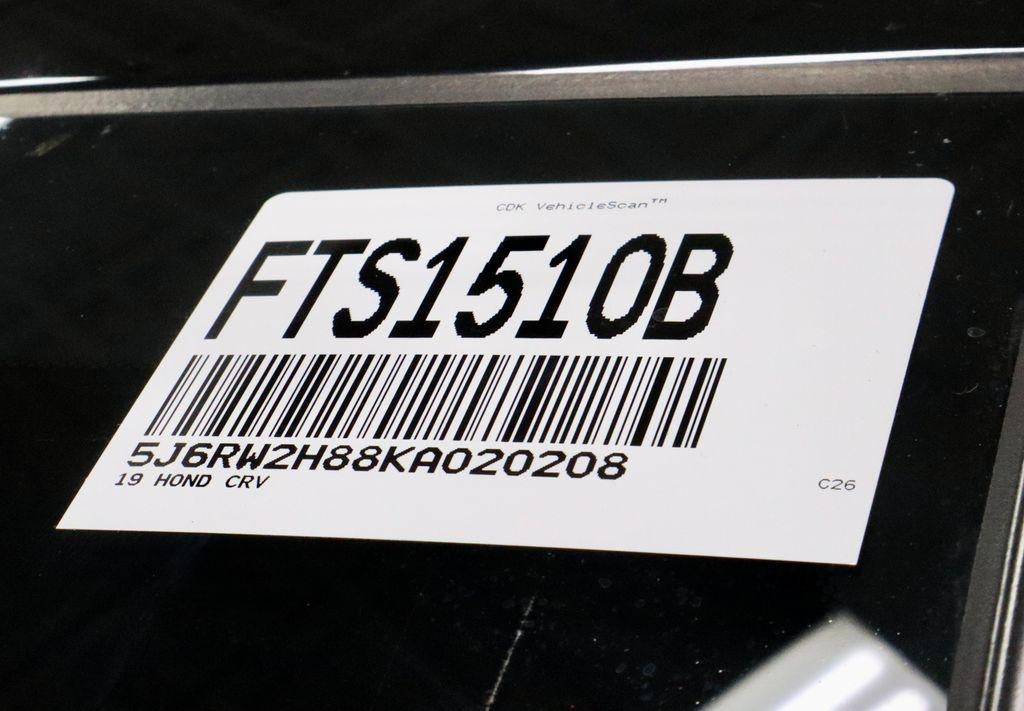 CDK VehicleScan™
FTS1510B
5J6RW2H88KA020208
19 HOND CRV
C26